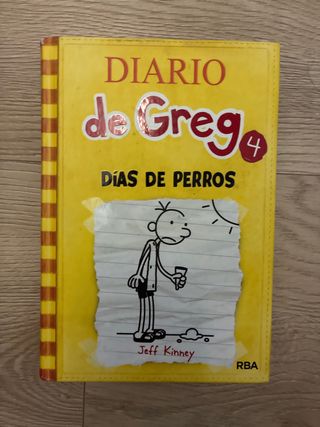 DIARIO
de Greg 4
DÍAS DE PERROS
Jeff Kinney
RBA